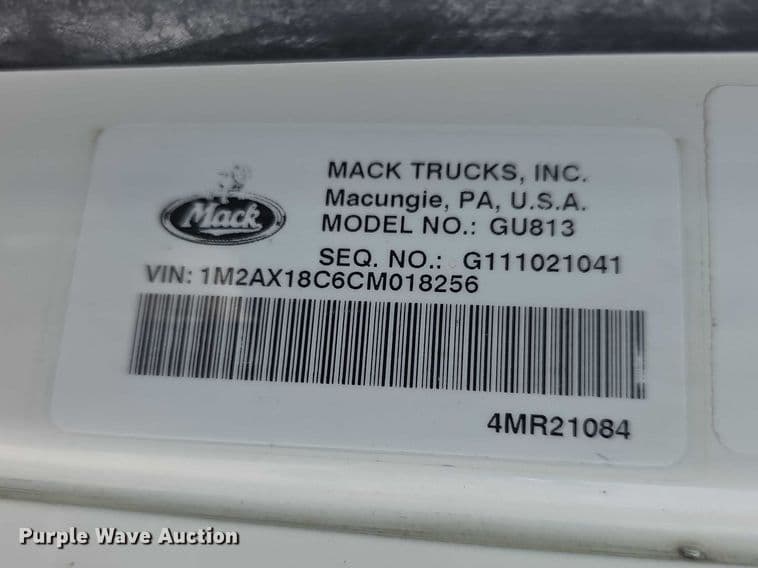 MACK TRUCKS, INC.
Mack
Macungie, PA, U.S.A.
MODEL NO.: GU813
SEQ. NO.: G111021041
VIN: 1M2AX18C6CM018256
4MR21084
Purple Wave Auction